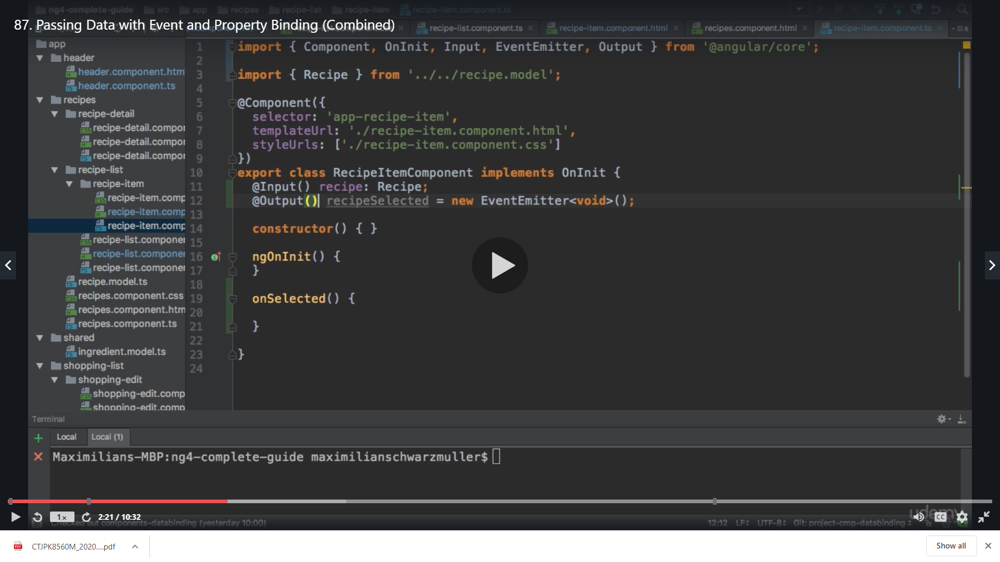 ng4-complete-guide src app recipes recipe-list recipe-item recipe-item.component.ts
87. Passing Data with Event and Property Binding (Combined)
recipe-list.component.ts × recipe-item.component.html × recipes.component.html × recipe-item.component.ts × 5
app
header
header.component.htm
header.component.ts
recipes
recipe-detail
recipe-detail.compor
recipe-detail.compor
recipe-detail.compor
recipe-list
recipe-item
recipe-item.comp
recipe-item.comp
recipe-item.comp
recipe-list.componer
recipe-list.componer
recipe-list.componer
recipe.model.ts
recipes.component.css
recipes.component.htm
recipes.component.ts
shared
ingredient.model.ts
shopping-list
shopping-edit
shopping-edit.comp
shopping-edit.comp
1 import { Component, OnInit, Input, EventEmitter, Output } from '@angular/core';
2
3 import { Recipe } from '../../recipe.model';
4
5 @Component({
6 selector: 'app-recipe-item',
7 templateUrl: './recipe-item.component.html',
8 styleUrls: ['./recipe-item.component.css']
9 })
10 export class RecipeItemComponent implements OnInit {
11 @Input() recipe: Recipe;
12 @Output() recipeSelected = new EventEmitter<void>();
13
14 constructor() { }
15
16 ngOnInit() {
17 }
18
19 onSelected() {
20
21 }
22
23 }
24
Terminal
Local Local (1)
Maximilians-MBP:ng4-complete-guide maximilianschwarzmuller$
udemy
1x 2:21 / 10:32 CC
Checked out components-databinding (yesterday 10:00) 12:12 LF UTF-8 Git: project-cmp-databinding
CTJPK8560M_2020....pdf Show all